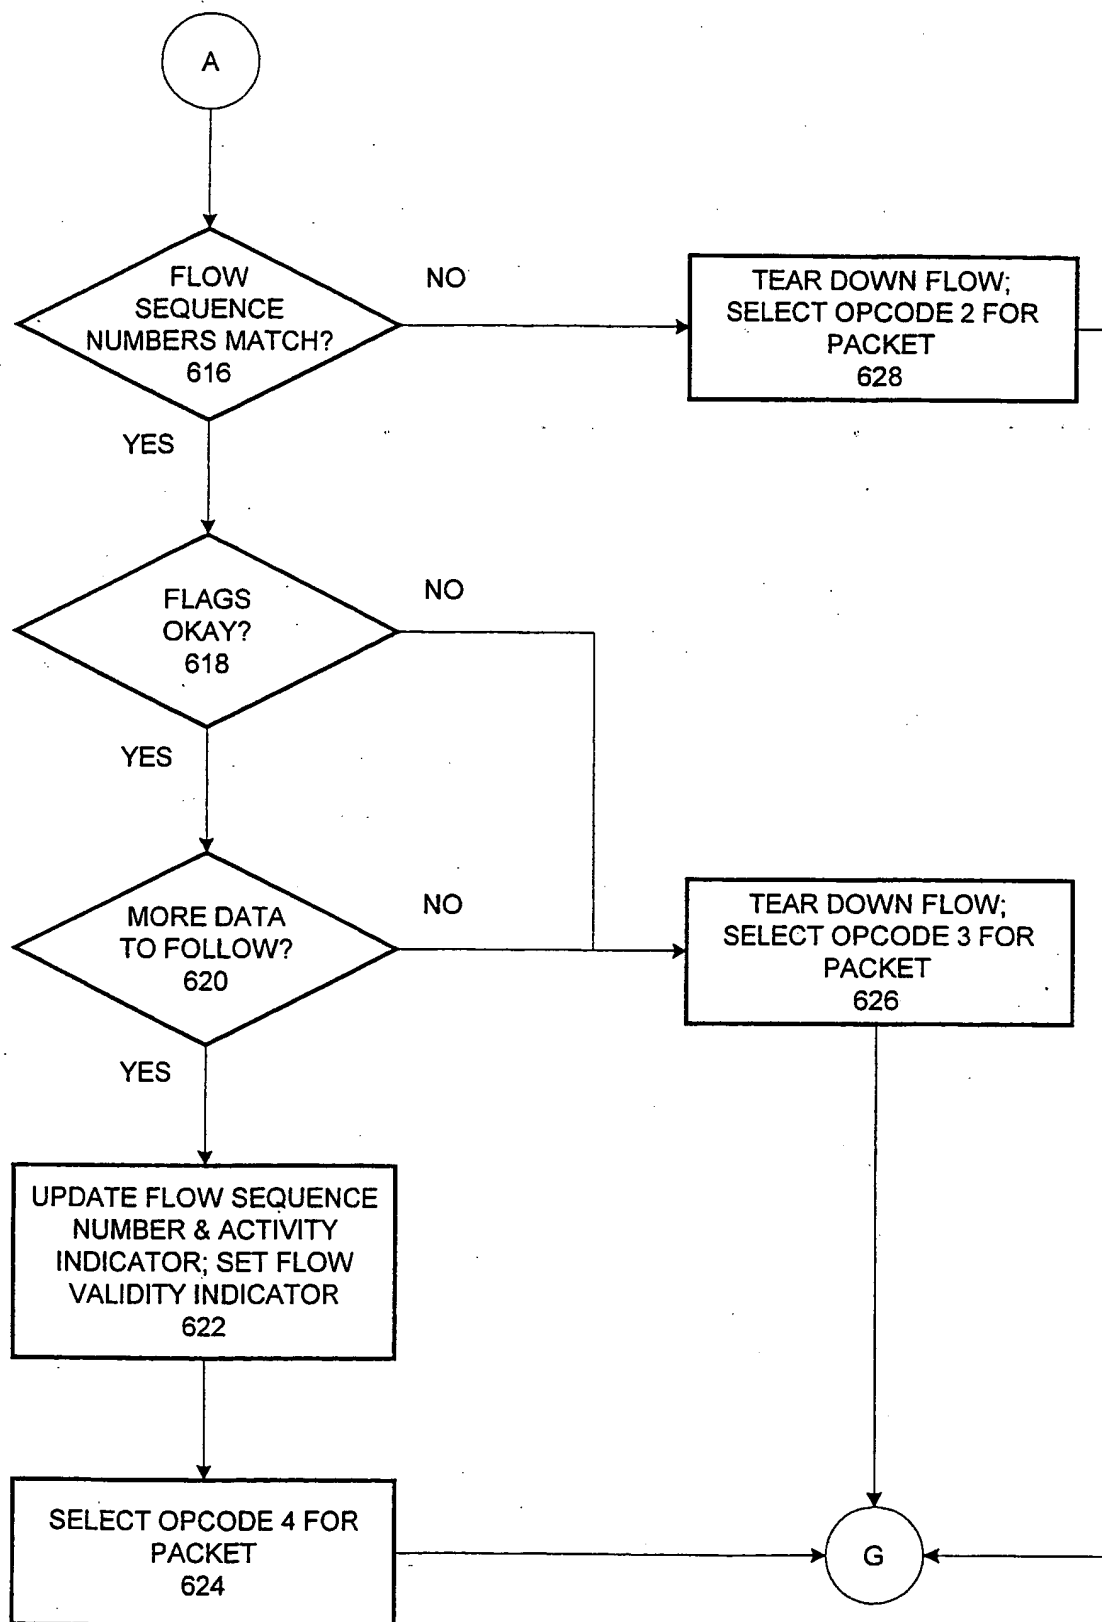 A
FLOW
SEQUENCE
NUMBERS MATCH?
616
NO
TEAR DOWN FLOW;
SELECT OPCODE 2 FOR
PACKET
628
YES
FLAGS
OKAY?
618
NO
YES
MORE DATA
TO FOLLOW?
620
NO
TEAR DOWN FLOW;
SELECT OPCODE 3 FOR
PACKET
626
YES
UPDATE FLOW SEQUENCE
NUMBER & ACTIVITY
INDICATOR; SET FLOW
VALIDITY INDICATOR
622
SELECT OPCODE 4 FOR
PACKET
624
G